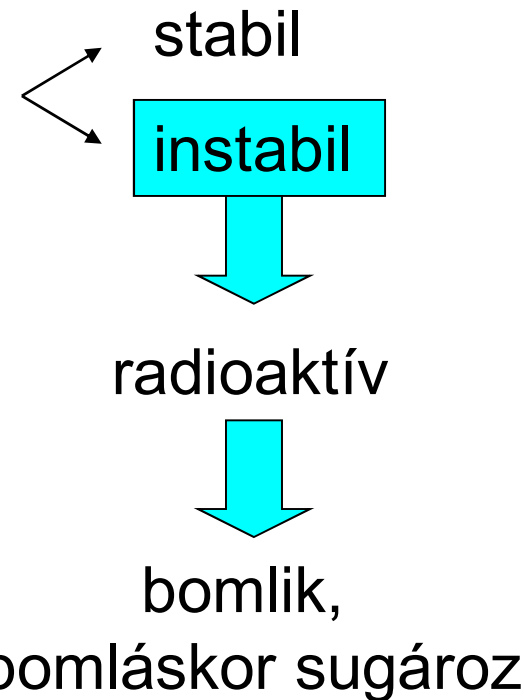 stabil
instabil
radioaktív
bomlik,
bomláskor sugároz